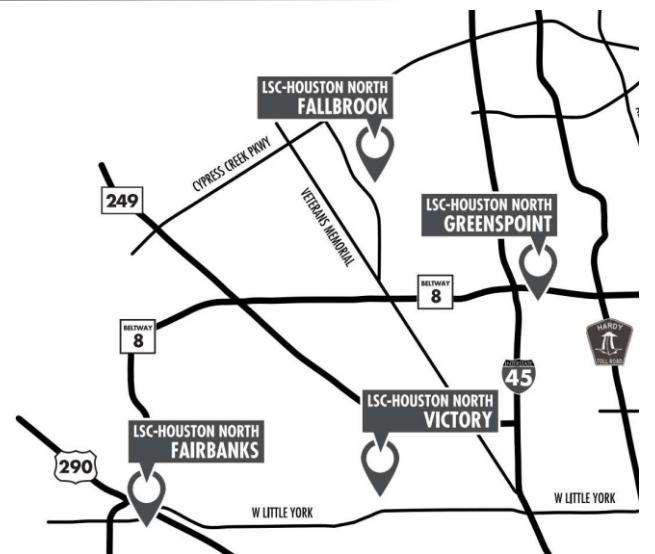 LSC-HOUSTON NORTH
FALLBROOK
CYPRESS CREEK PKWY
249
VETERANS MEMORIAL
LSC-HOUSTON NORTH
GREENSPOINT
BELTWAY
8
BELTWAY
8
HARDY
TOLL ROAD
INTERSTATE
45
LSC-HOUSTON NORTH
VICTORY
LSC-HOUSTON NORTH
FAIRBANKS
290
W LITTLE YORK
W LITTLE YORK